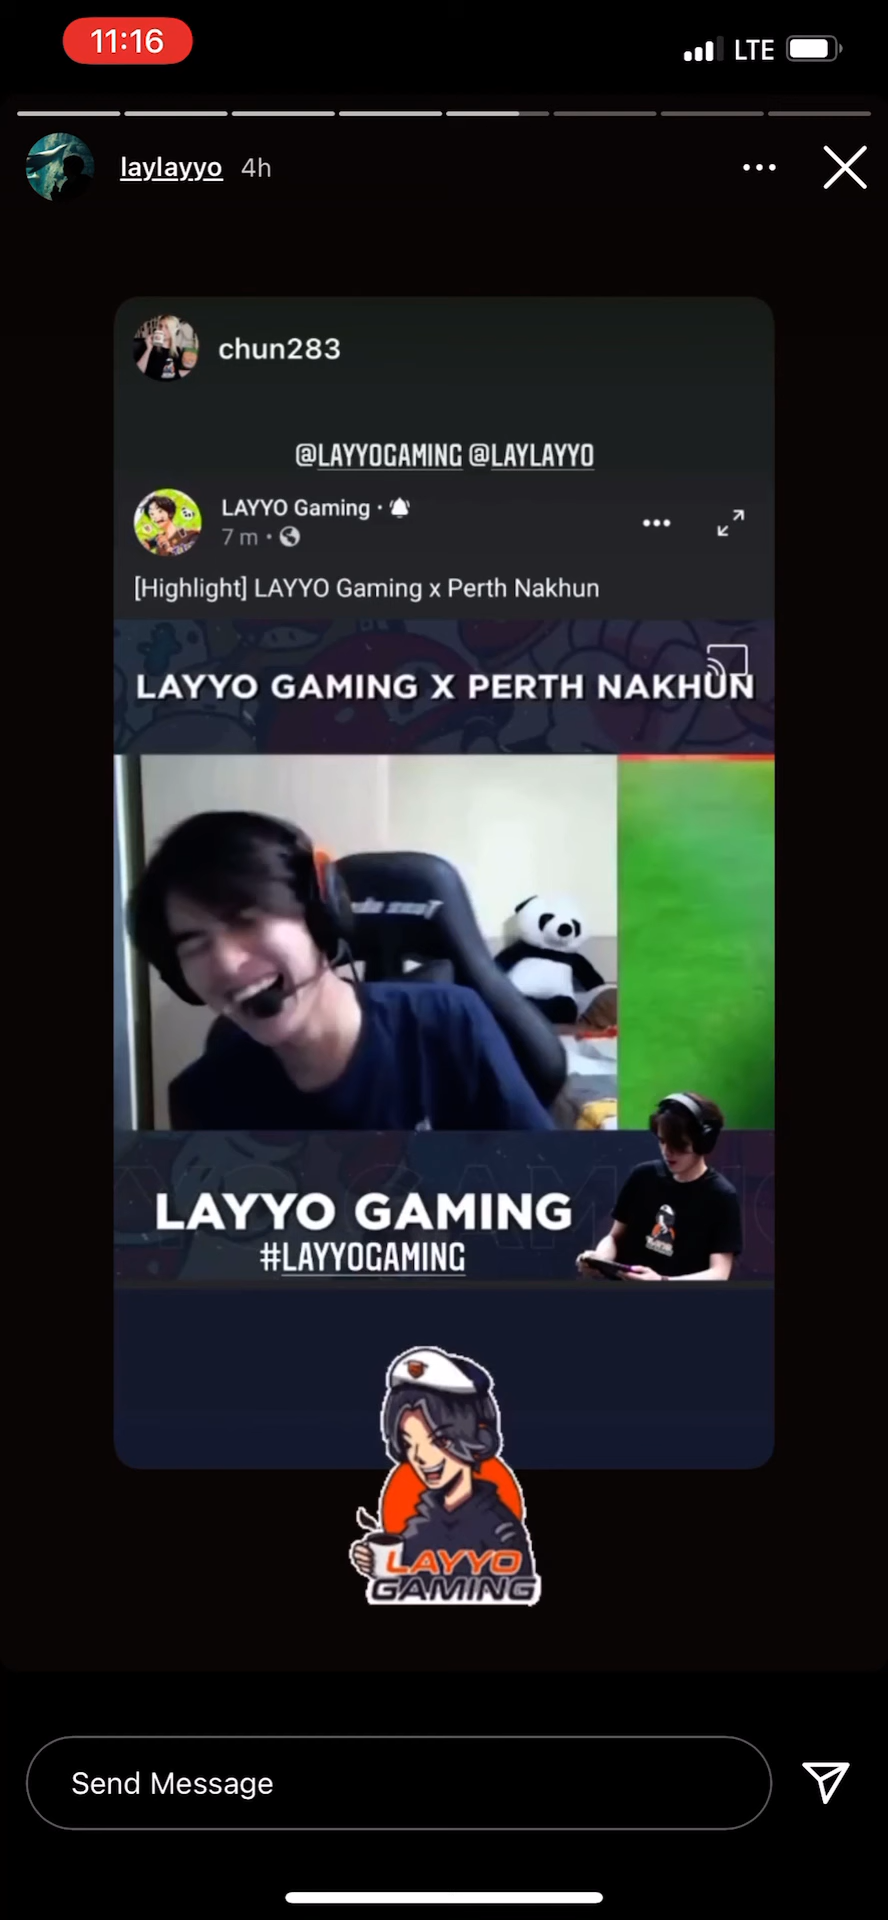 11:16
LTE
laylayyo 4h
chun283
@LAYYOGAMING @LAYLAYYO
LAYYO Gaming ·
7 m ·
[Highlight] LAYYO Gaming x Perth Nakhun
LAYYO GAMING X PERTH NAKHUN
LAYYO GAMING
#LAYYOGAMING
LAYYO
GAMING
Send Message